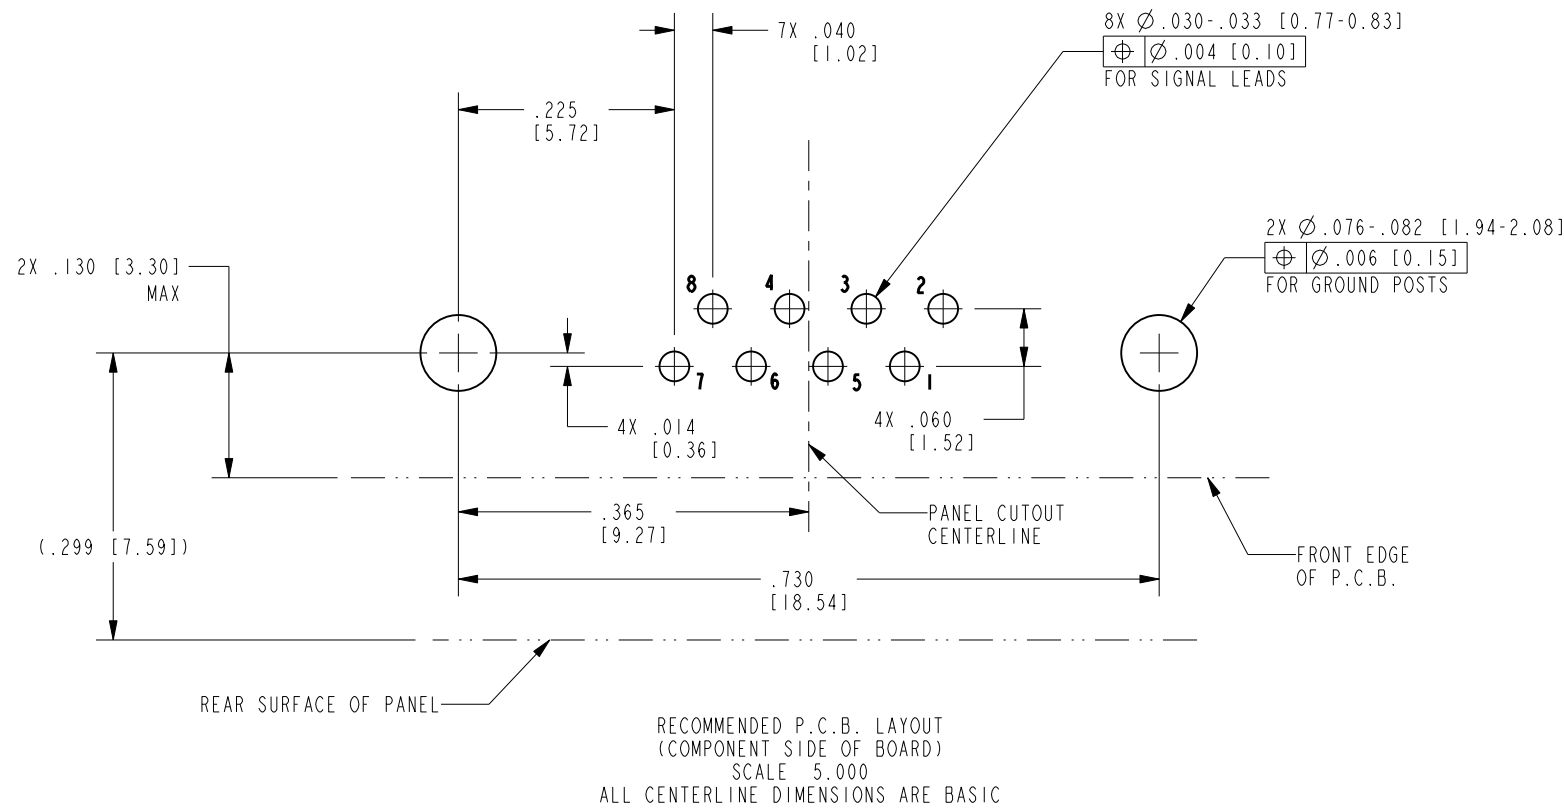 7X .040
[1.02]
8X Ø.030-.033 [0.77-0.83]
⌖ Ø.004 [0.10]
FOR SIGNAL LEADS
.225
[5.72]
2X Ø.076-.082 [1.94-2.08]
⌖ Ø.006 [0.15]
FOR GROUND POSTS
2X .130 [3.30]
MAX
8 4 3 2
7 6 5 1
4X .014
[0.36]
4X .060
[1.52]
.365
[9.27]
PANEL CUTOUT
CENTERLINE
(.299 [7.59])
FRONT EDGE
OF P.C.B.
.730
[18.54]
REAR SURFACE OF PANEL
RECOMMENDED P.C.B. LAYOUT
(COMPONENT SIDE OF BOARD)
SCALE 5.000
ALL CENTERLINE DIMENSIONS ARE BASIC